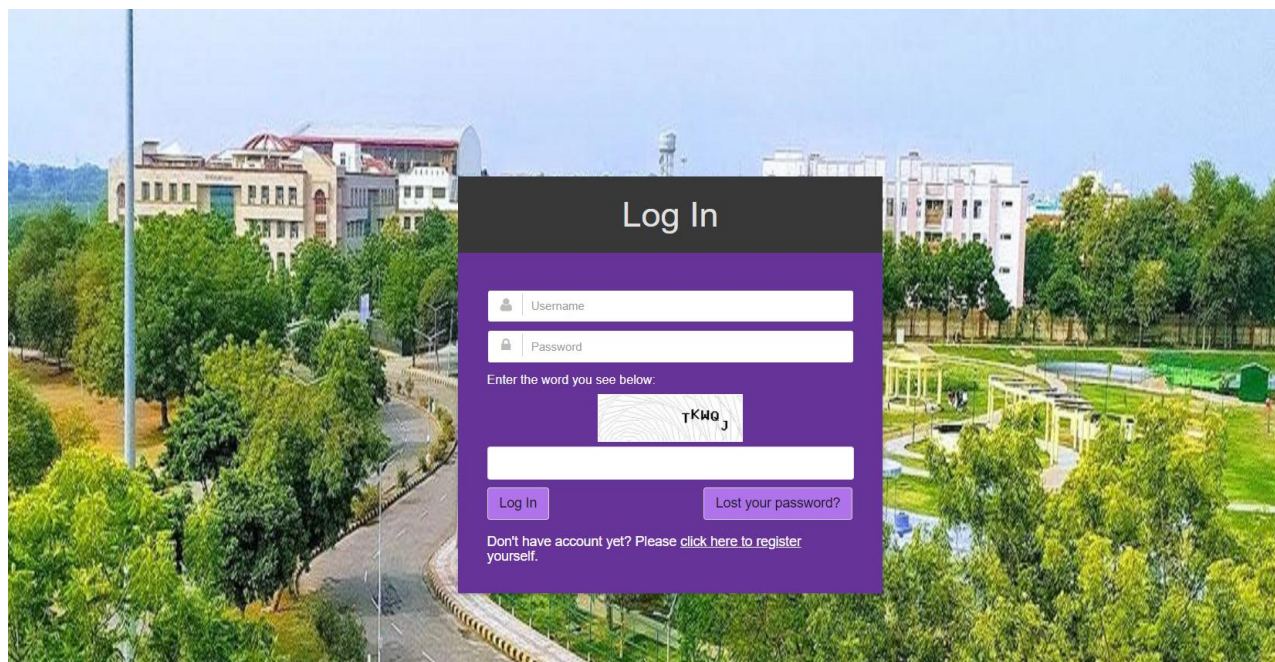 Log In
Username
Password
Enter the word you see below:
TKWQJ
Log In
Lost your password?
Don't have account yet? Please click here to register
yourself.